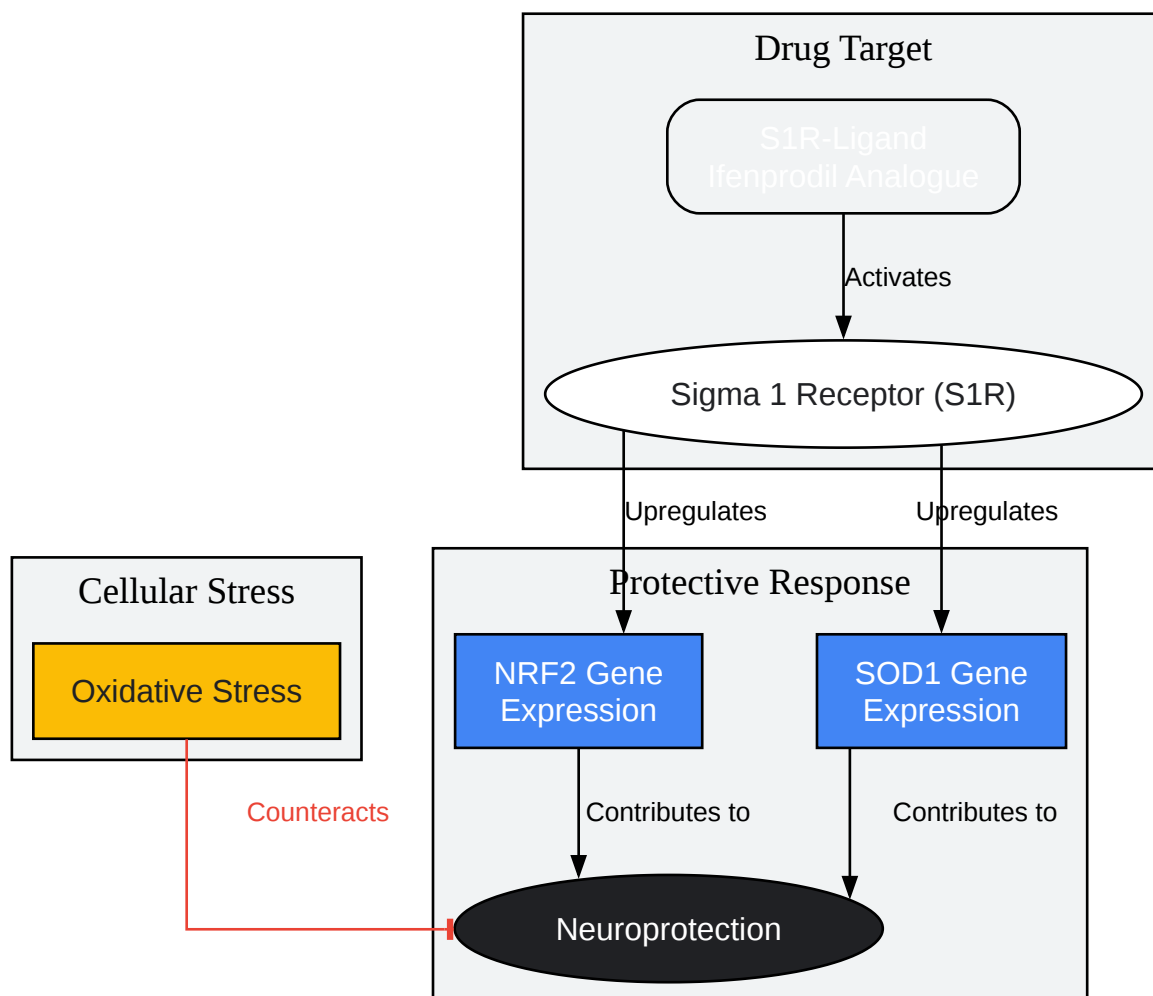 Drug Target
S1R-Ligand
Ifenprodil Analogue
Activates
Sigma 1 Receptor (S1R)
Upregulates
Upregulates
Cellular Stress
Oxidative Stress
Protective Response
NRF2 Gene
Expression
SOD1 Gene
Expression
Counteracts
Contributes to
Contributes to
Neuroprotection